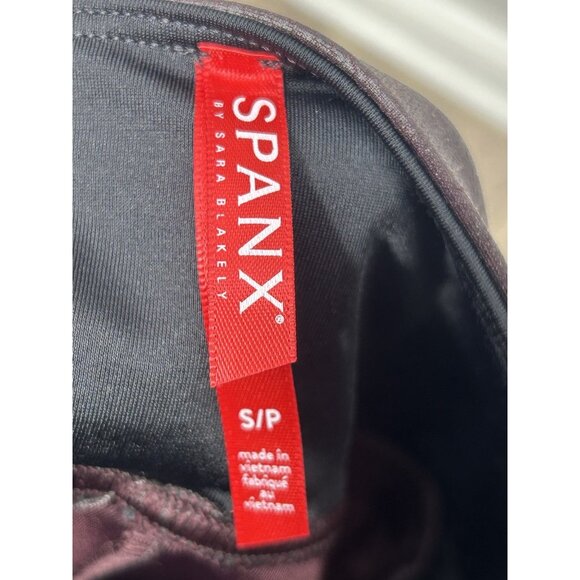 SPANX®
BY SARA BLAKELY
S/P
made in
vietnam
fabriqué
au
vietnam